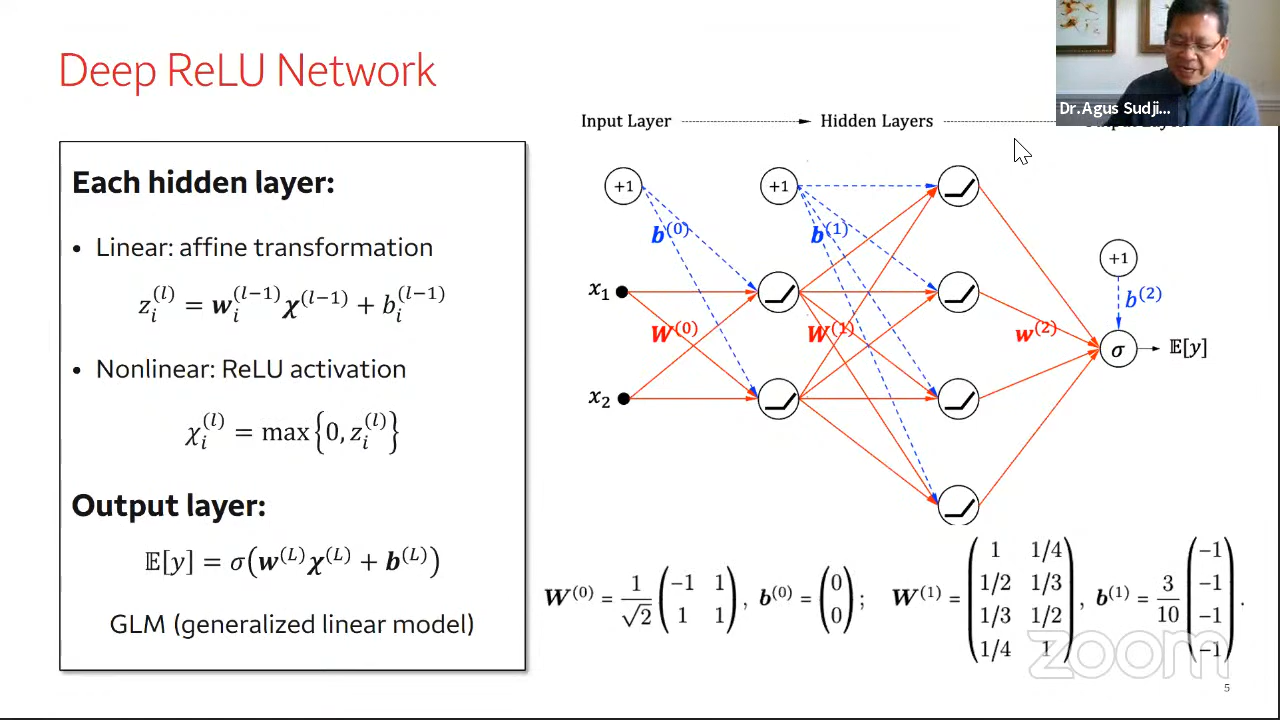 Deep ReLU Network
Dr.Agus Sudji...
Input Layer
Hidden Layers
Each hidden layer:
• Linear: affine transformation
z_i^{(l)} = w_i^{(l−1)} χ^{(l−1)} + b_i^{(l−1)}
• Nonlinear: ReLU activation
χ_i^{(l)} = max{0, z_i^{(l)}}
Output layer:
𝔼[y] = σ(w^{(L)} χ^{(L)} + b^{(L)})
GLM (generalized linear model)
+1 +1
b^{(0)} b^{(1)}
+1
x₁
b^{(2)}
W^{(0)} W^{(1)} w^{(2)}
σ 𝔼[y]
x₂
W^{(0)} = 1/√2 (−1 1; 1 1), b^{(0)} = (0; 0); W^{(1)} = (1 1/4; 1/2 1/3; 1/3 1/2; 1/4 1), b^{(1)} = 3/10 (−1; −1; −1; −1).
zoom
5